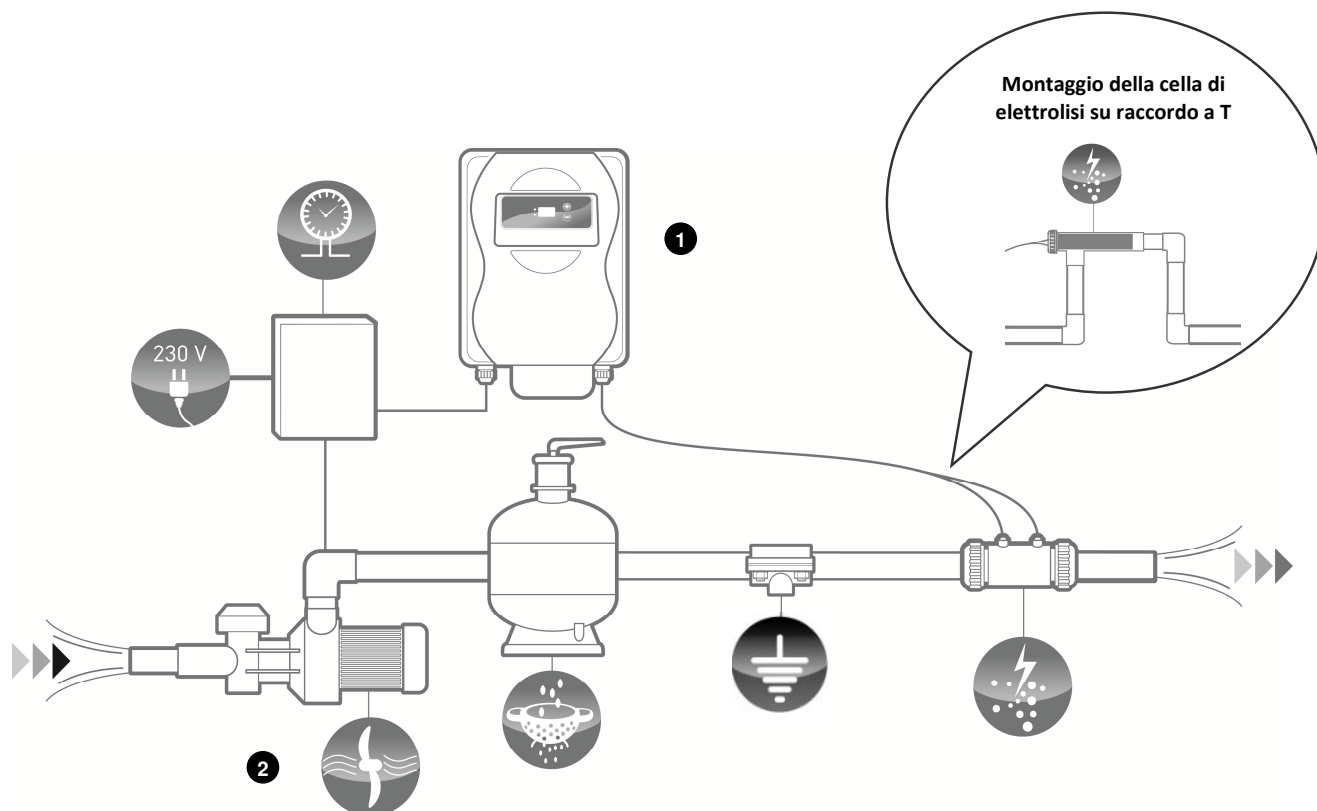 Montaggio della cella di
elettrolisi su raccordo a T
1
230 V
2